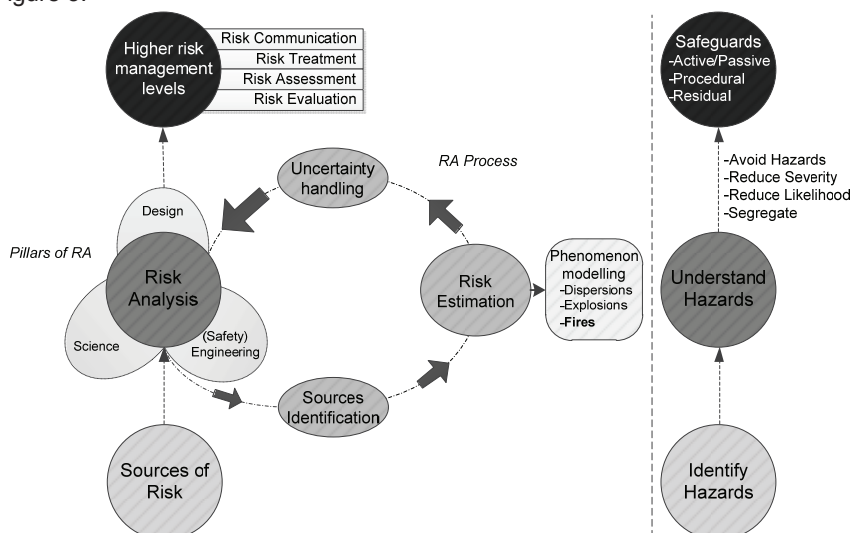 Higher risk
management
levels
Risk Communication
Risk Treatment
Risk Assessment
Risk Evaluation
Uncertainty
handling
RA Process
Design
Pillars of RA
Risk
Analysis
Science
(Safety)
Engineering
Risk
Estimation
Phenomenon
modelling
-Dispersions
-Explosions
-Fires
Sources
Identification
Sources of
Risk
Safeguards
-Active/Passive
-Procedural
-Residual
-Avoid Hazards
-Reduce Severity
-Reduce Likelihood
-Segregate
Understand
Hazards
Identify
Hazards